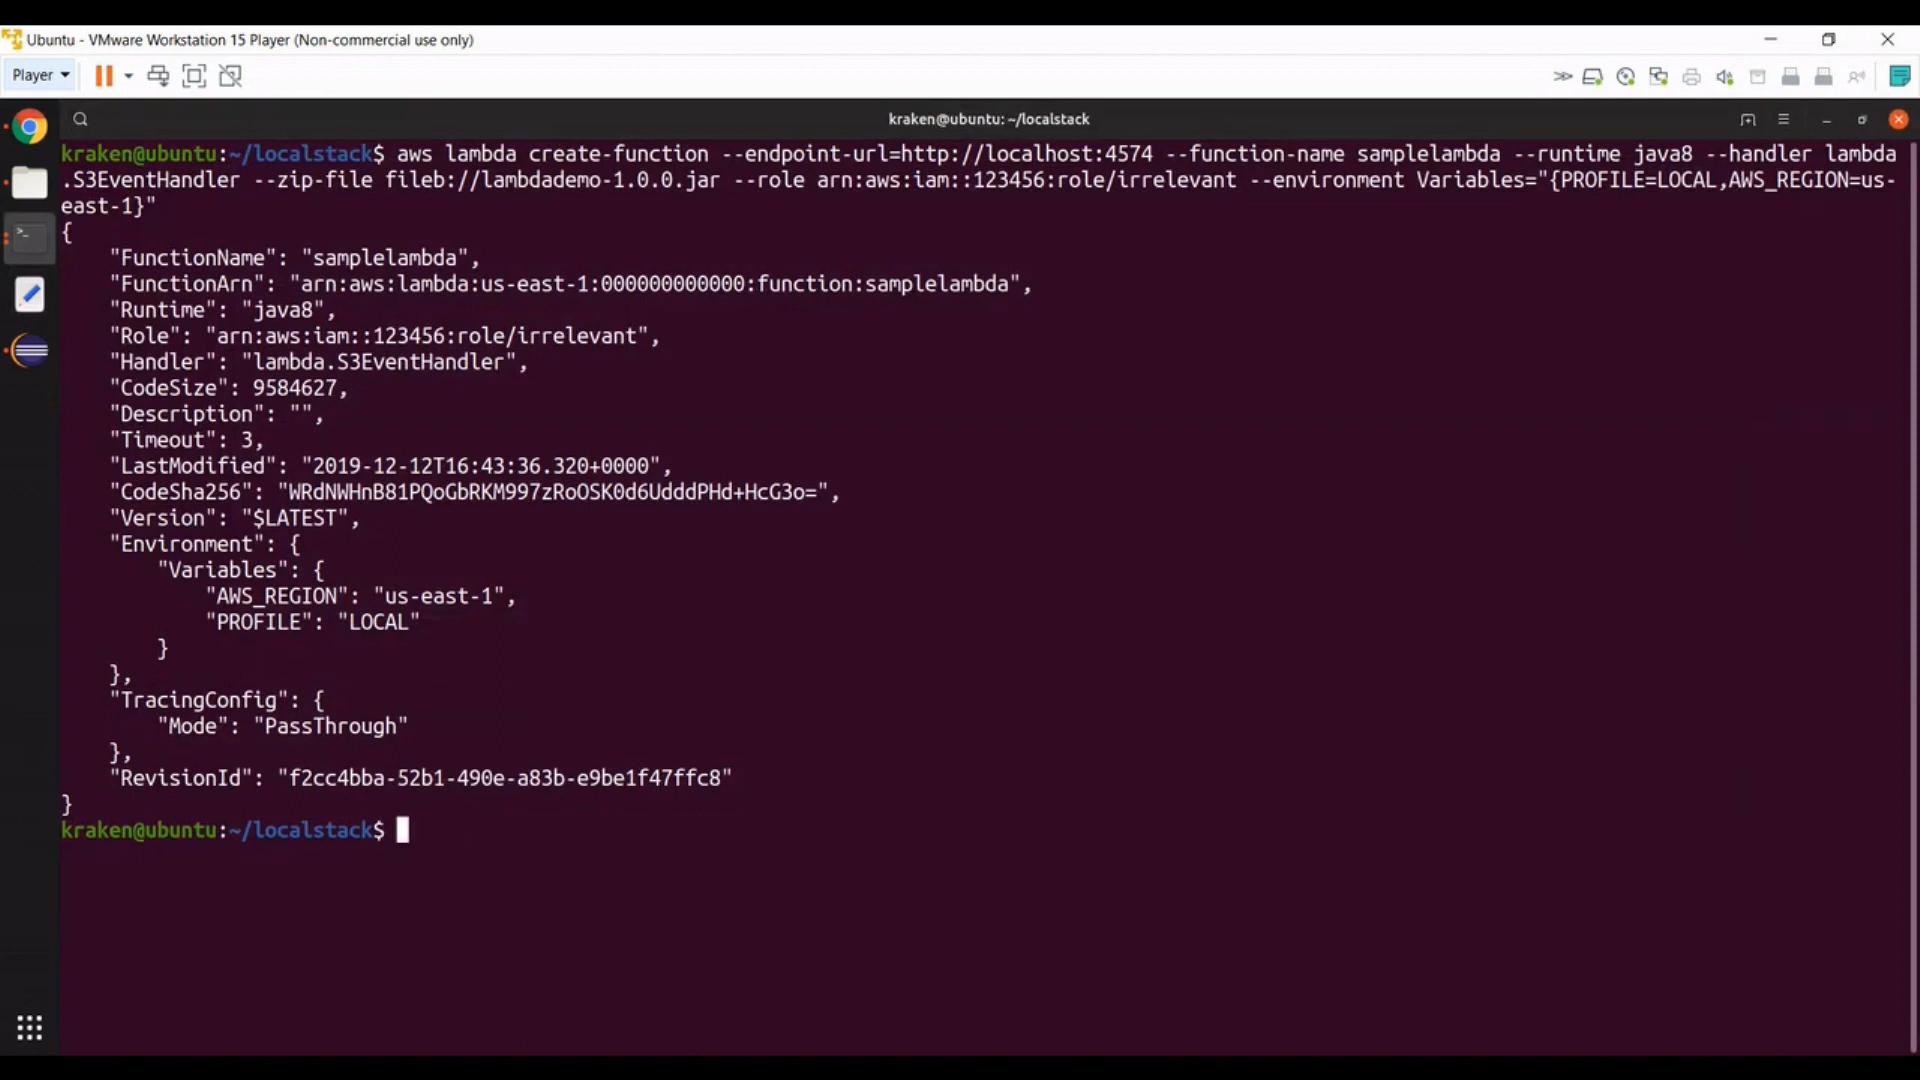 Ubuntu - VMware Workstation 15 Player (Non-commercial use only)
Player
kraken@ubuntu: ~/localstack
kraken@ubuntu:~/localstack$ aws lambda create-function --endpoint-url=http://localhost:4574 --function-name samplelambda --runtime java8 --handler lambda
.S3EventHandler --zip-file fileb://lambdademo-1.0.0.jar --role arn:aws:iam::123456:role/irrelevant --environment Variables="{PROFILE=LOCAL,AWS_REGION=us-
east-1}"
{
    "FunctionName": "samplelambda",
    "FunctionArn": "arn:aws:lambda:us-east-1:000000000000:function:samplelambda",
    "Runtime": "java8",
    "Role": "arn:aws:iam::123456:role/irrelevant",
    "Handler": "lambda.S3EventHandler",
    "CodeSize": 9584627,
    "Description": "",
    "Timeout": 3,
    "LastModified": "2019-12-12T16:43:36.320+0000",
    "CodeSha256": "WRdNWHnB81PQoGbRKM997zRoOSK0d6UdddPHd+HcG3o=",
    "Version": "$LATEST",
    "Environment": {
        "Variables": {
            "AWS_REGION": "us-east-1",
            "PROFILE": "LOCAL"
        }
    },
    "TracingConfig": {
        "Mode": "PassThrough"
    },
    "RevisionId": "f2cc4bba-52b1-490e-a83b-e9be1f47ffc8"
}
kraken@ubuntu:~/localstack$